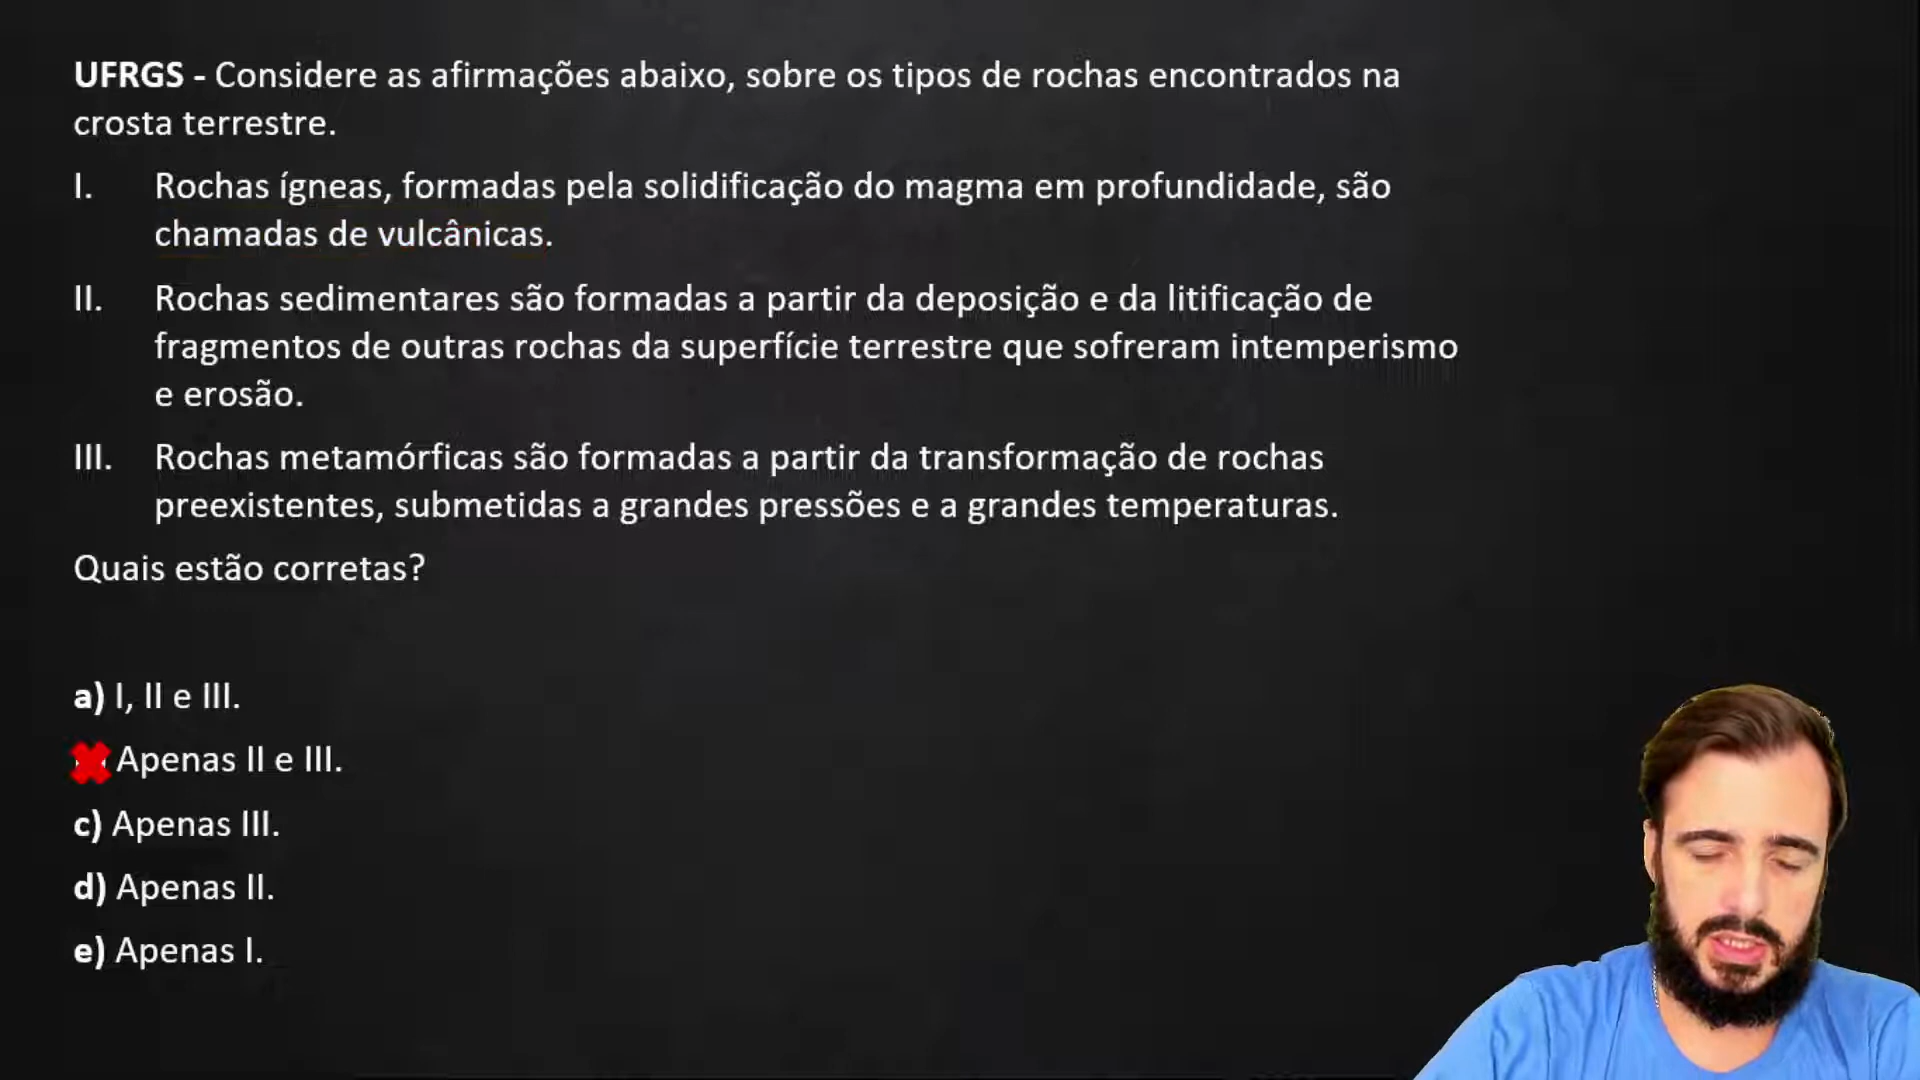 UFRGS - Considere as afirmações abaixo, sobre os tipos de rochas encontrados na
crosta terrestre.
I. Rochas ígneas, formadas pela solidificação do magma em profundidade, são
chamadas de vulcânicas.
II. Rochas sedimentares são formadas a partir da deposição e da litificação de
fragmentos de outras rochas da superfície terrestre que sofreram intemperismo
e erosão.
III. Rochas metamórficas são formadas a partir da transformação de rochas
preexistentes, submetidas a grandes pressões e a grandes temperaturas.
Quais estão corretas?
a) I, II e III.
Apenas II e III.
c) Apenas III.
d) Apenas II.
e) Apenas I.